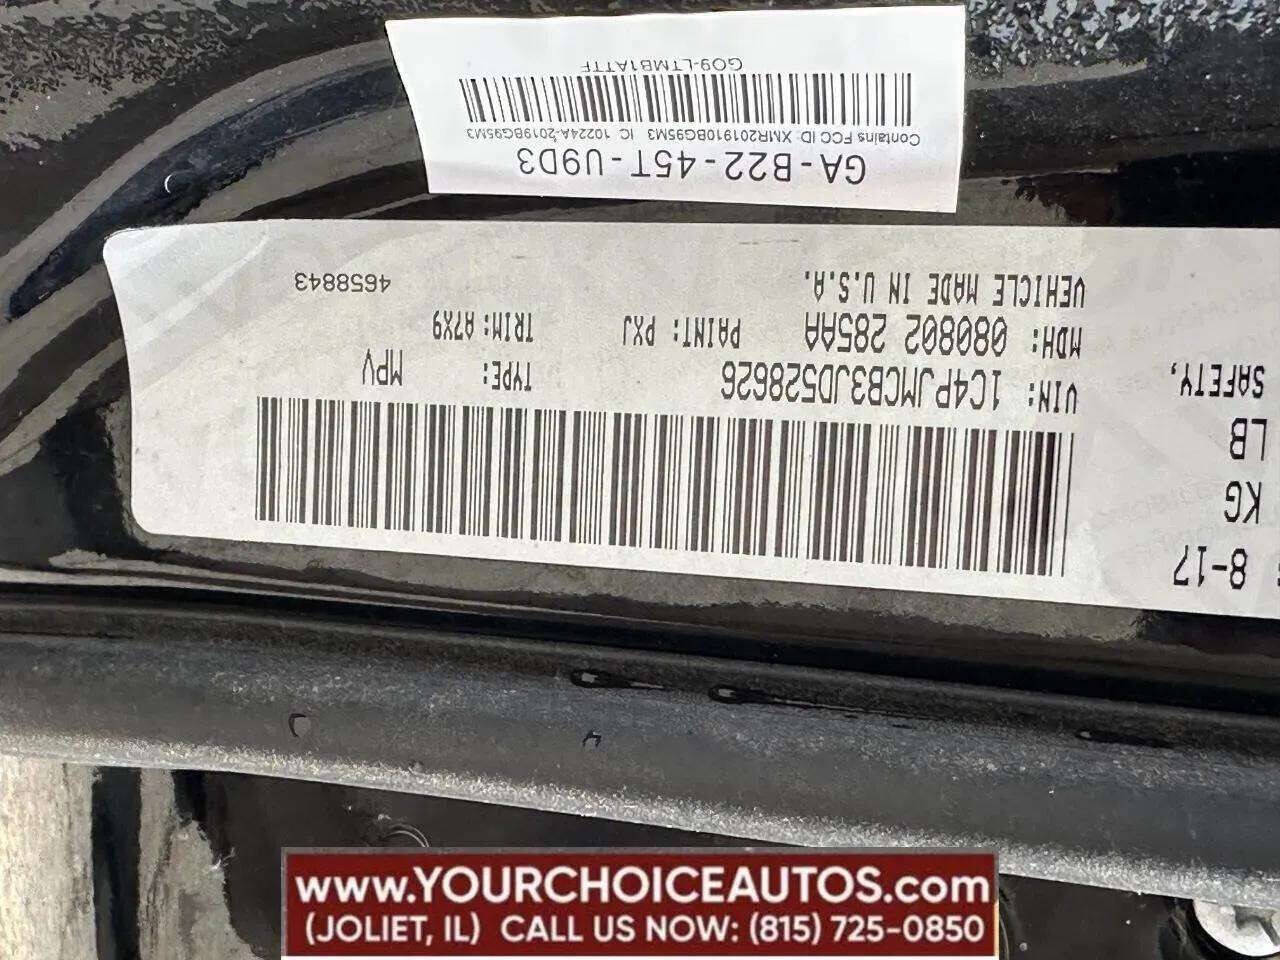 8-17
KG
LB
SAFETY,
VIN: 1C4PJMCB3JD528626 TYPE: MPV
MDH: 080802 285AA PAINT: PXJ TRIM: A7X9
VEHICLE MADE IN U.S.A. 4658843
GA-B22-45T-U9D3
Contains FCC ID: XMR201910BG95M3 IC 10224A-2019BG95M3
GO9-LTMB1ATTF
www.YOURCHOICEAUTOS.com
(JOLIET, IL) CALL US NOW: (815) 725-0850